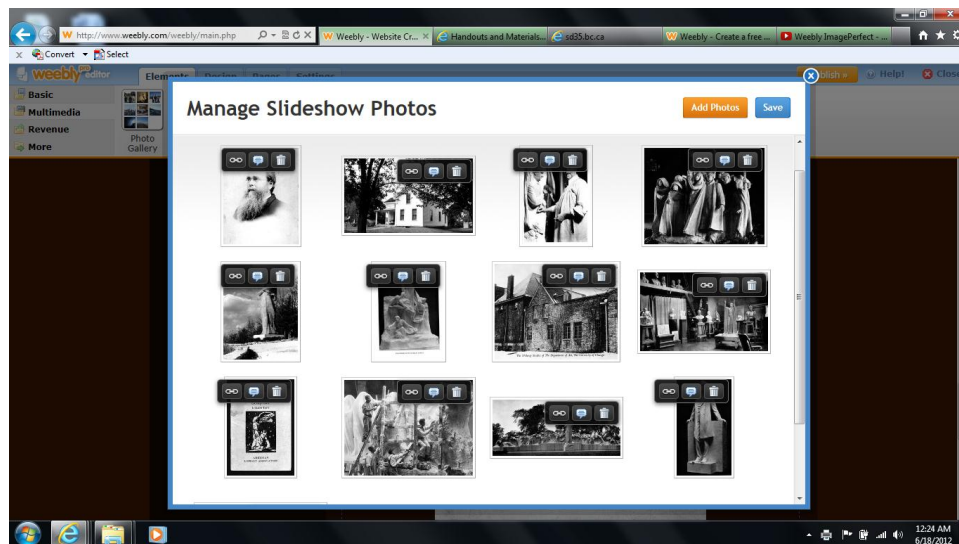 http://www.weebly.com/weebly/main.php
Weebly - Website Cr...
Handouts and Materials...
sd35.bc.ca
Weebly - Create a free ...
Weebly ImagePerfect - ...
x Convert Select
weebly pro editor
Elements Design Pages Settings
Publish »
Help!
Close
Basic
Multimedia
Revenue
More
Photo
Gallery
Manage Slideshow Photos
Add Photos
Save
12:24 AM
6/18/2012